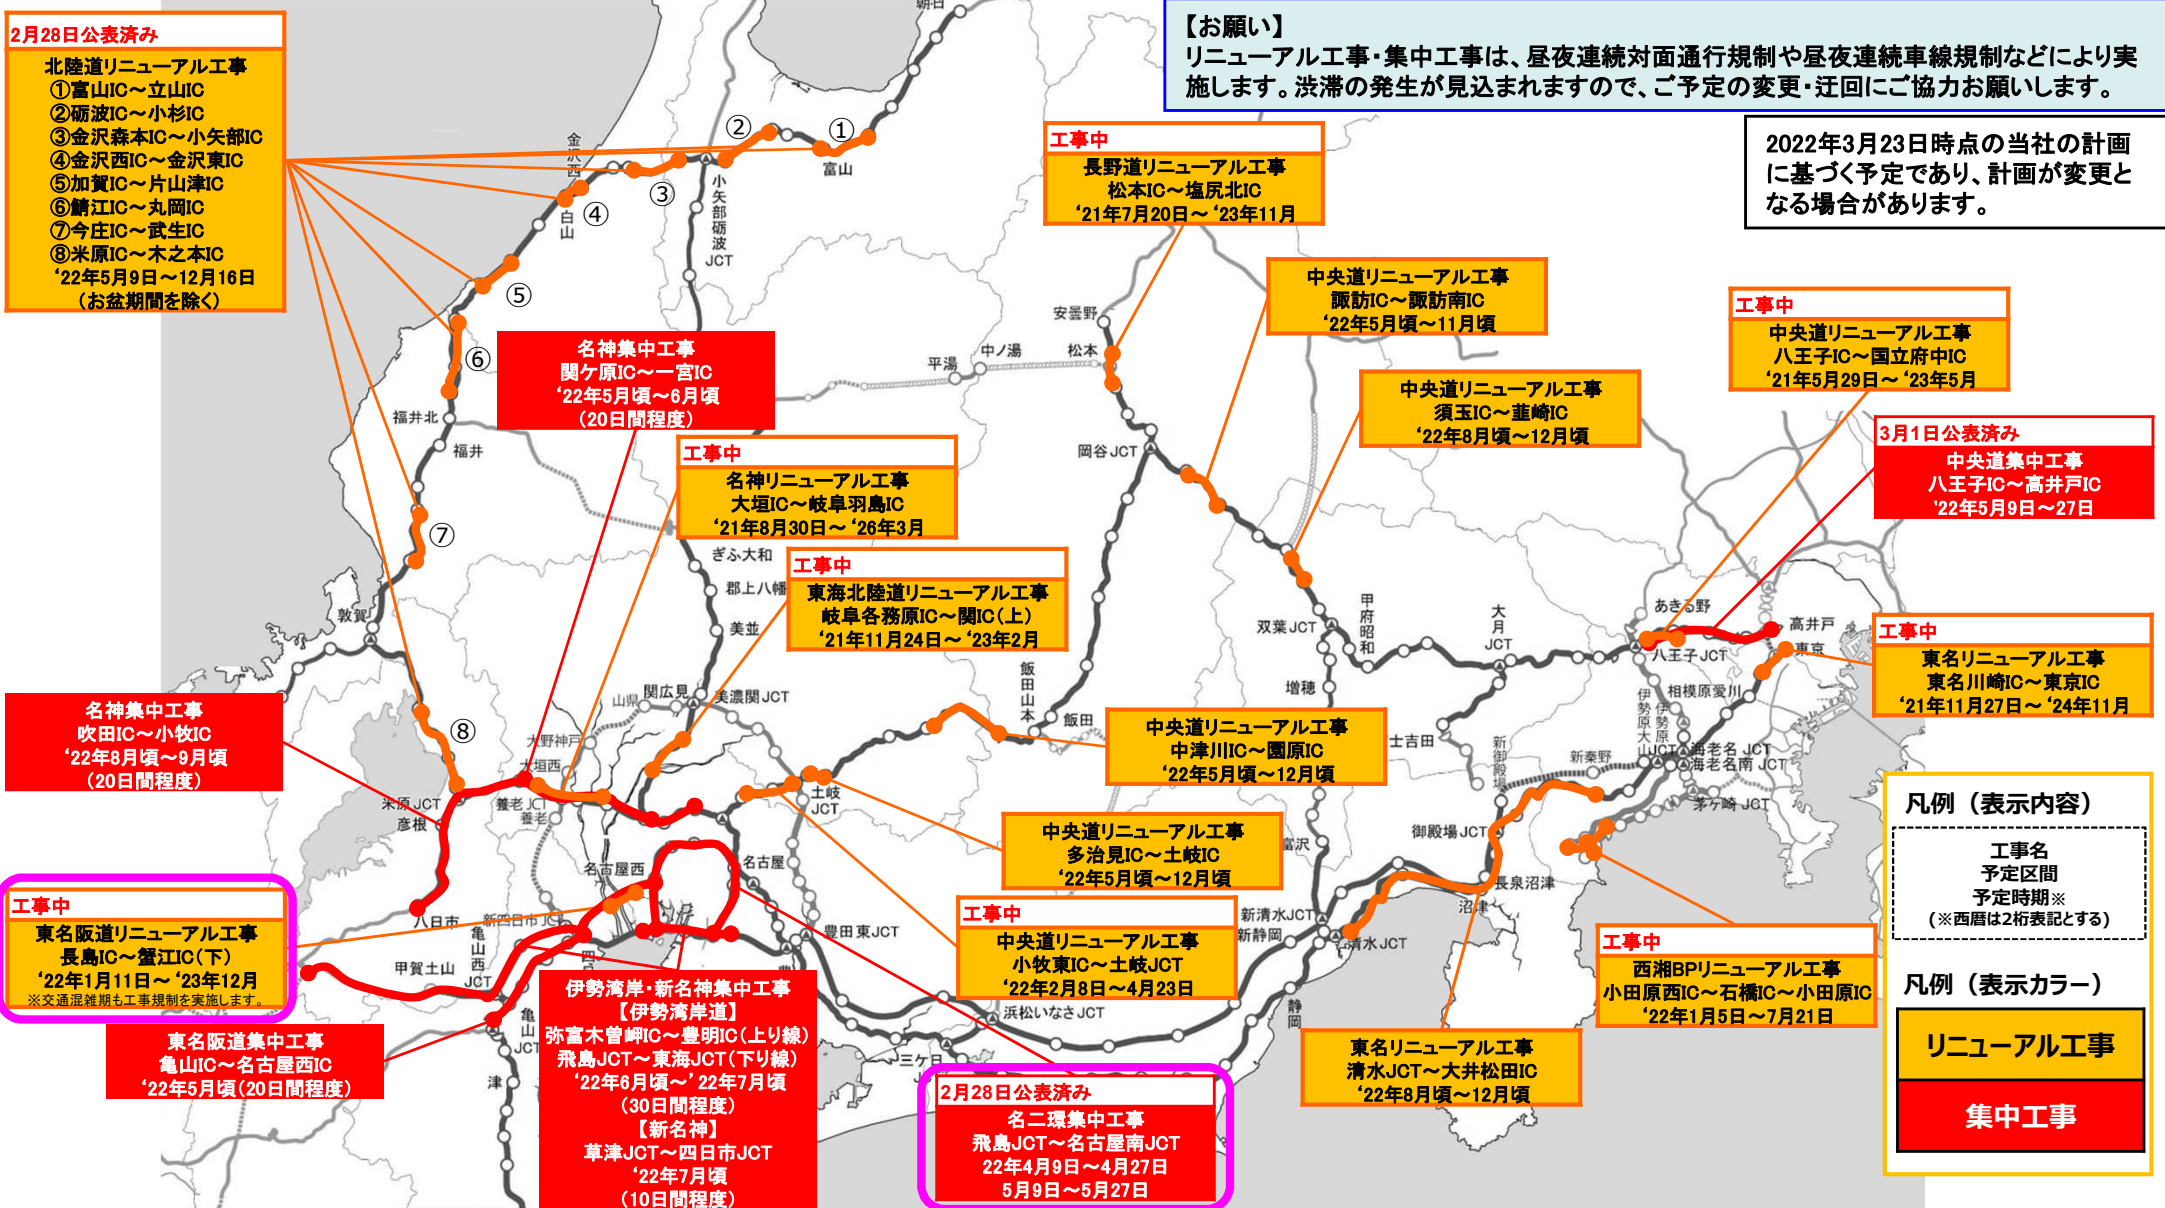 2月28日公表済み
北陸道リニューアル工事
①富山IC～立山IC
②砺波IC～小杉IC
③金沢森本IC～小矢部IC
④金沢西IC～金沢東IC
⑤加賀IC～片山津IC
⑥鯖江IC～丸岡IC
⑦今庄IC～武生IC
⑧米原IC～木之本IC
‘22年5月9日～12月16日
（お盆期間を除く）
【お願い】
リニューアル工事・集中工事は、昼夜連続対面通行規制や昼夜連続車線規制などにより実
施します。渋滞の発生が見込まれますので、ご予定の変更・迂回にご協力お願いします。
2022年3月23日時点の当社の計画
に基づく予定であり、計画が変更と
なる場合があります。
工事中
長野道リニューアル工事
松本IC～塩尻北IC
‘21年7月20日～‘23年11月
中央道リニューアル工事
諏訪IC～諏訪南IC
‘22年5月頃～11月頃
工事中
中央道リニューアル工事
八王子IC～国立府中IC
‘21年5月29日～‘23年5月
中央道リニューアル工事
須玉IC～韮崎IC
‘22年8月頃～12月頃
3月1日公表済み
中央道集中工事
八王子IC～高井戸IC
’22年5月9日～27日
名神集中工事
関ケ原IC～一宮IC
‘22年5月頃～6月頃
（20日間程度）
工事中
名神リニューアル工事
大垣IC～岐阜羽島IC
‘21年8月30日～‘26年3月
工事中
東海北陸道リニューアル工事
岐阜各務原IC～関IC（上）
‘21年11月24日～‘23年2月
工事中
東名リニューアル工事
東名川崎IC～東京IC
‘21年11月27日～‘24年11月
名神集中工事
吹田IC～小牧IC
‘22年8月頃～9月頃
（20日間程度）
中央道リニューアル工事
中津川IC～園原IC
‘22年5月頃～12月頃
中央道リニューアル工事
多治見IC～土岐IC
‘22年5月頃～12月頃
工事中
中央道リニューアル工事
小牧東IC～土岐JCT
‘22年2月8日～4月23日
工事中
東名阪道リニューアル工事
長島IC～蟹江IC（下）
‘22年1月11日～‘23年12月
※交通混雑期も工事規制を実施します。
東名阪道集中工事
亀山IC～名古屋西IC
‘22年5月頃（20日間程度）
伊勢湾岸・新名神集中工事
【伊勢湾岸道】
弥富木曽岬IC～豊明IC（上り線）
飛島JCT～東海JCT（下り線）
‘22年6月頃～’22年7月頃
（30日間程度）
【新名神】
草津JCT～四日市JCT
‘22年7月頃
（10日間程度）
2月28日公表済み
名二環集中工事
飛島JCT～名古屋南JCT
22年4月9日～4月27日
5月9日～5月27日
東名リニューアル工事
清水JCT～大井松田IC
‘22年8月頃～12月頃
工事中
西湘BPリニューアル工事
小田原西IC～石橋IC～小田原IC
‘22年1月5日～7月21日
凡例（表示内容）
工事名
予定区間
予定時期※
（※西暦は2桁表記とする）
凡例（表示カラー）
リニューアル工事
集中工事
朝日
①
②
③
④
⑤
⑥
⑦
⑧
富山
金沢西
白山
小矢部砺波JCT
福井北
福井
敦賀
安曇野
松本
中ノ湯
平湯
岡谷JCT
ぎふ大和
郡上八幡
美並
関広見
山県
美濃関JCT
大野神戸
大垣西
養老JCT
養老
米原JCT
彦根
八日市
名古屋西
名古屋
土岐JCT
飯田山本
飯田
双葉JCT
甲府昭和
増穂
大月JCT
あきる野
八王子JCT
高井戸
東京
相模原愛川
伊勢原大山
伊勢原JCT
海老名JCT
海老名南JCT
茅ヶ崎JCT
新秦野
新御殿場
御殿場JCT
士吉田
富沢
長泉沼津
沼津
新清水JCT
新静岡
清水JCT
静岡
豊田東JCT
浜松いなさJCT
三ケ日
新四日市JCT
亀山西JCT
甲賀土山
亀山JCT
津